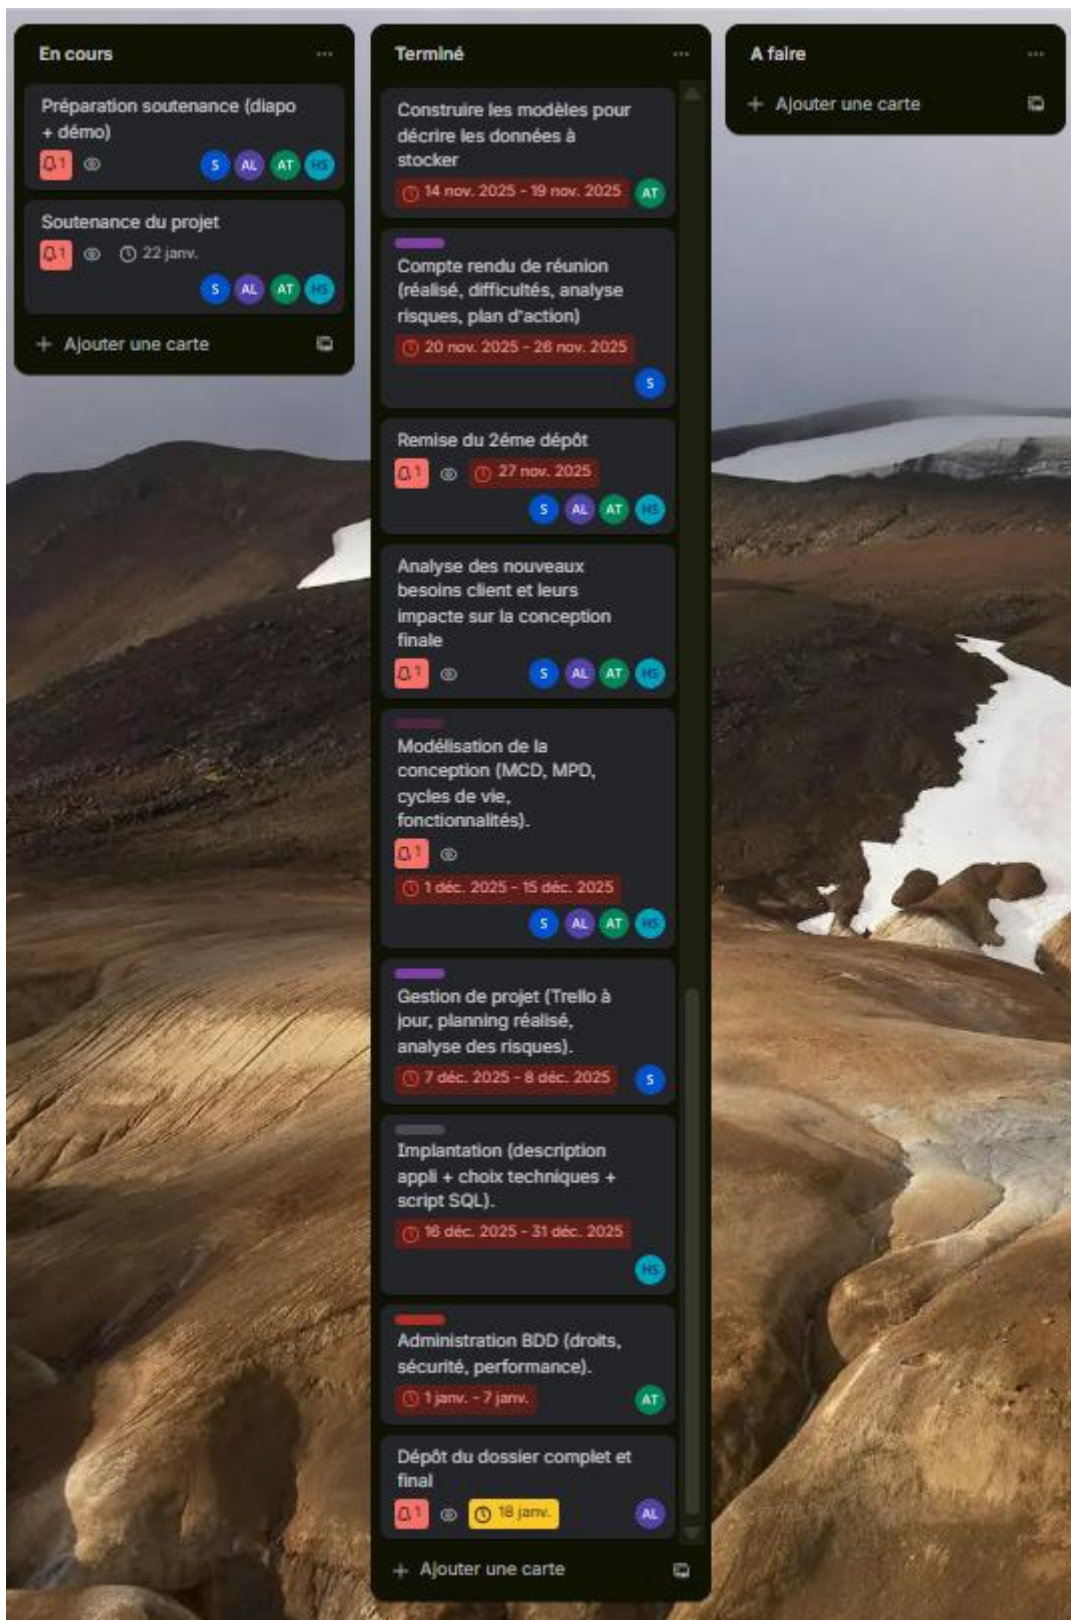 En cours
Préparation soutenance (diapo
+ démo)
1
S AL AT HS
Soutenance du projet
1 22 janv.
S AL AT HS
+ Ajouter une carte
Terminé
Construire les modèles pour
décrire les données à
stocker
14 nov. 2025 - 19 nov. 2025 AT
Compte rendu de réunion
(réalisé, difficultés, analyse
risques, plan d'action)
20 nov. 2025 - 26 nov. 2025
S
Remise du 2éme dépôt
1 27 nov. 2025
S AL AT HS
Analyse des nouveaux
besoins client et leurs
impacte sur la conception
finale
1 S AL AT HS
Modélisation de la
conception (MCD, MPD,
cycles de vie,
fonctionnalités).
1
1 déc. 2025 - 15 déc. 2025
S AL AT HS
Gestion de projet (Trello à
jour, planning réalisé,
analyse des risques).
7 déc. 2025 - 8 déc. 2025 S
Implantation (description
appli + choix techniques +
script SQL).
16 déc. 2025 - 31 déc. 2025
HS
Administration BDD (droits,
sécurité, performance).
1 janv. - 7 janv. AT
Dépôt du dossier complet et
final
1 18 janv. AL
+ Ajouter une carte
A faire
+ Ajouter une carte